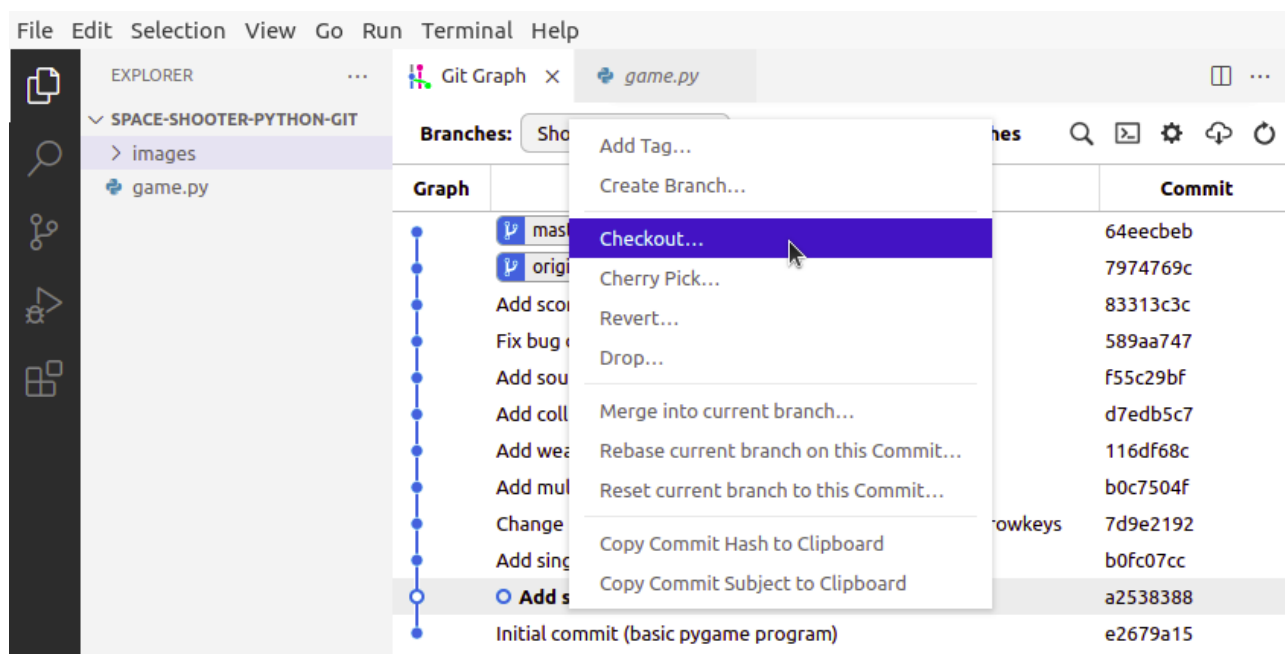 File Edit Selection View Go Run Terminal Help
EXPLORER ...
Git Graph × game.py ...
SPACE-SHOOTER-PYTHON-GIT
images
game.py
Branches: Sho hes
Graph Commit
mast 64eecbeb
origi 7974769c
Add scor 83313c3c
Fix bug 589aa747
Add sou f55c29bf
Add coll d7edb5c7
Add wea 116df68c
Add mul b0c7504f
Change rowkeys 7d9e2192
Add sing b0fc07cc
Add s a2538388
Initial commit (basic pygame program) e2679a15
Add Tag...
Create Branch...
Checkout...
Cherry Pick...
Revert...
Drop...
Merge into current branch...
Rebase current branch on this Commit...
Reset current branch to this Commit...
Copy Commit Hash to Clipboard
Copy Commit Subject to Clipboard